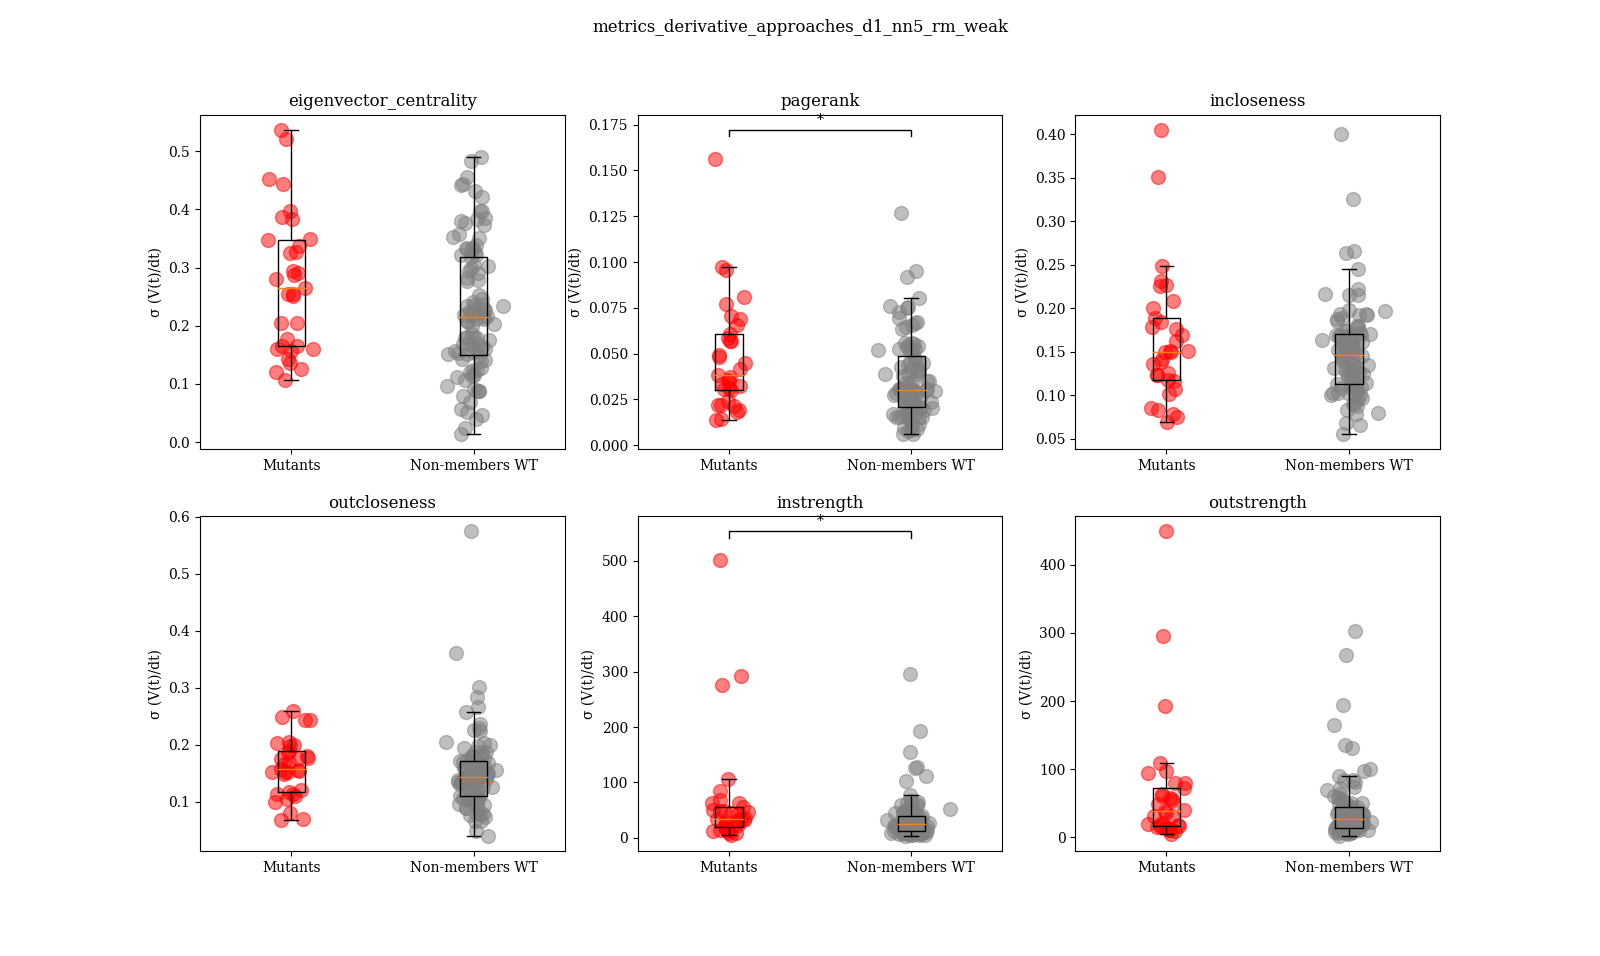 metrics_derivative_approaches_d1_nn5_rm_weak
eigenvector_centrality
σ (V(t)/dt)
0.5
0.4
0.3
0.2
0.1
0.0
Mutants
Non-members WT
pagerank
*
σ (V(t)/dt)
0.175
0.150
0.125
0.100
0.075
0.050
0.025
0.000
Mutants
Non-members WT
incloseness
σ (V(t)/dt)
0.40
0.35
0.30
0.25
0.20
0.15
0.10
0.05
Mutants
Non-members WT
outcloseness
σ (V(t)/dt)
0.6
0.5
0.4
0.3
0.2
0.1
Mutants
Non-members WT
instrength
*
σ (V(t)/dt)
500
400
300
200
100
0
Mutants
Non-members WT
outstrength
σ (V(t)/dt)
400
300
200
100
0
Mutants
Non-members WT